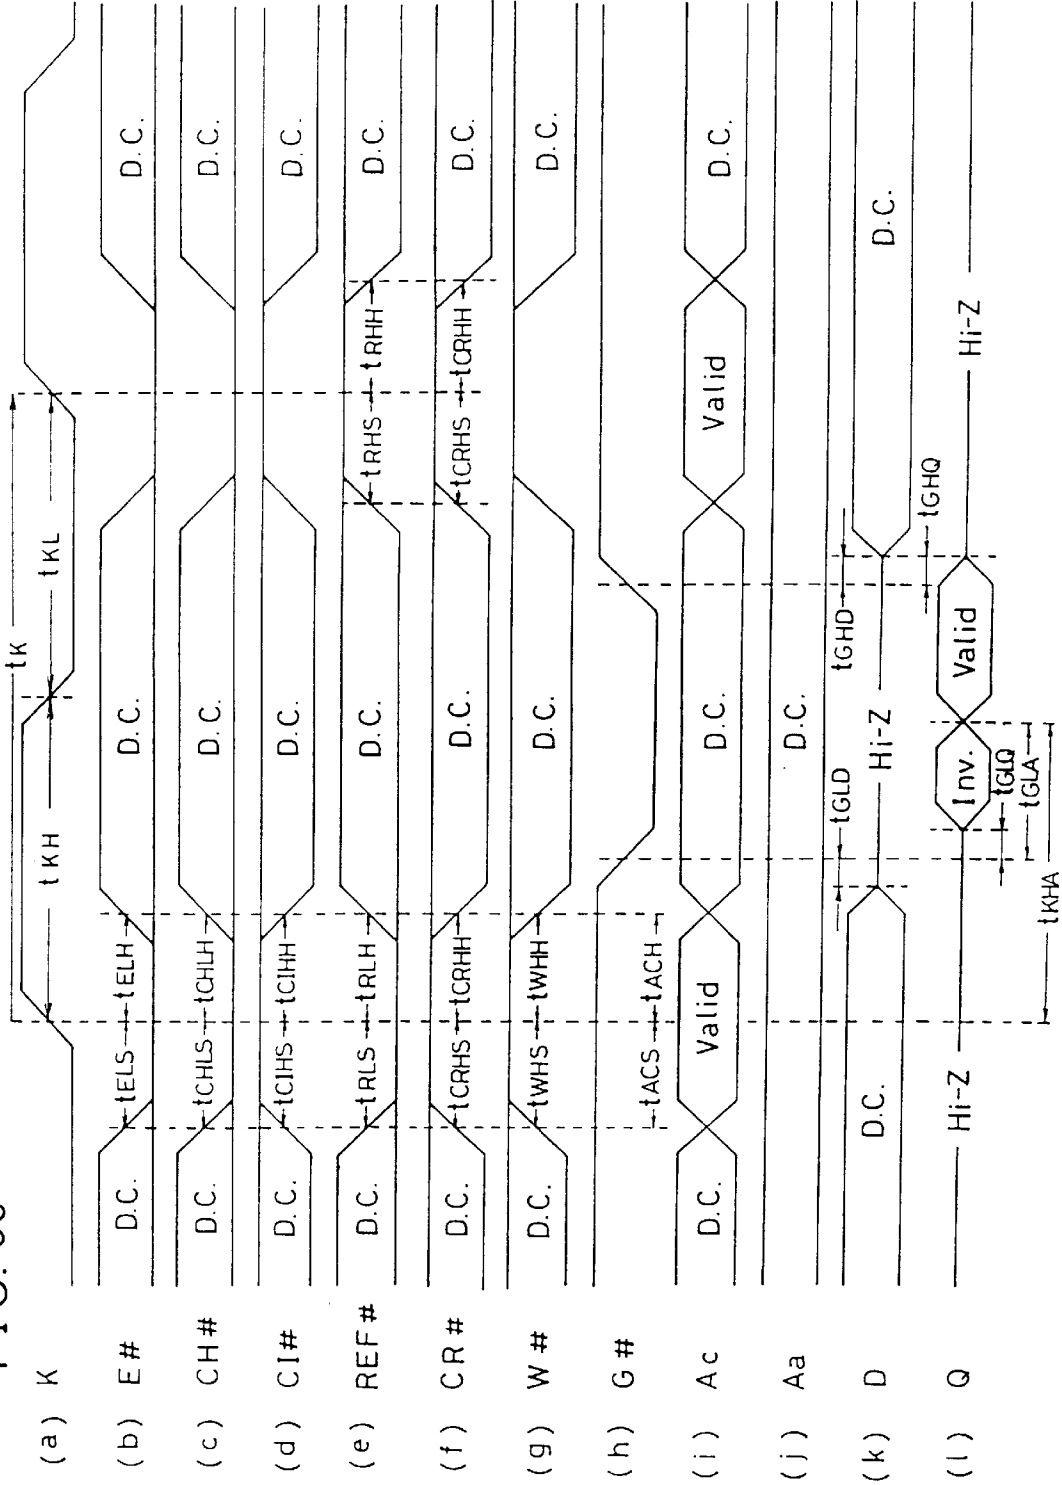 (a) K tKH tKL tK
(b) E# D.C. tELS tELH D.C. D.C.
(c) CH# D.C. tCHLS tCHLH D.C. D.C.
(d) CI# D.C. tCIHS tCIHH D.C. D.C.
(e) REF# D.C. tRLS tRLH D.C. tRHS tRHH D.C.
(f) CR# D.C. tCRHS tCRHH D.C. tCRHS tCRHH D.C.
(g) W# D.C. tWHS tWHH D.C. D.C.
(h) G# tACS tACH
(i) Ac D.C. Valid D.C. Valid D.C.
(j) Aa D.C.
(k) D D.C. tGLD Hi-Z tGHD D.C.
(l) Q Hi-Z Inv. Valid tGHQ Hi-Z
tGLQ
tGLA
tKHA